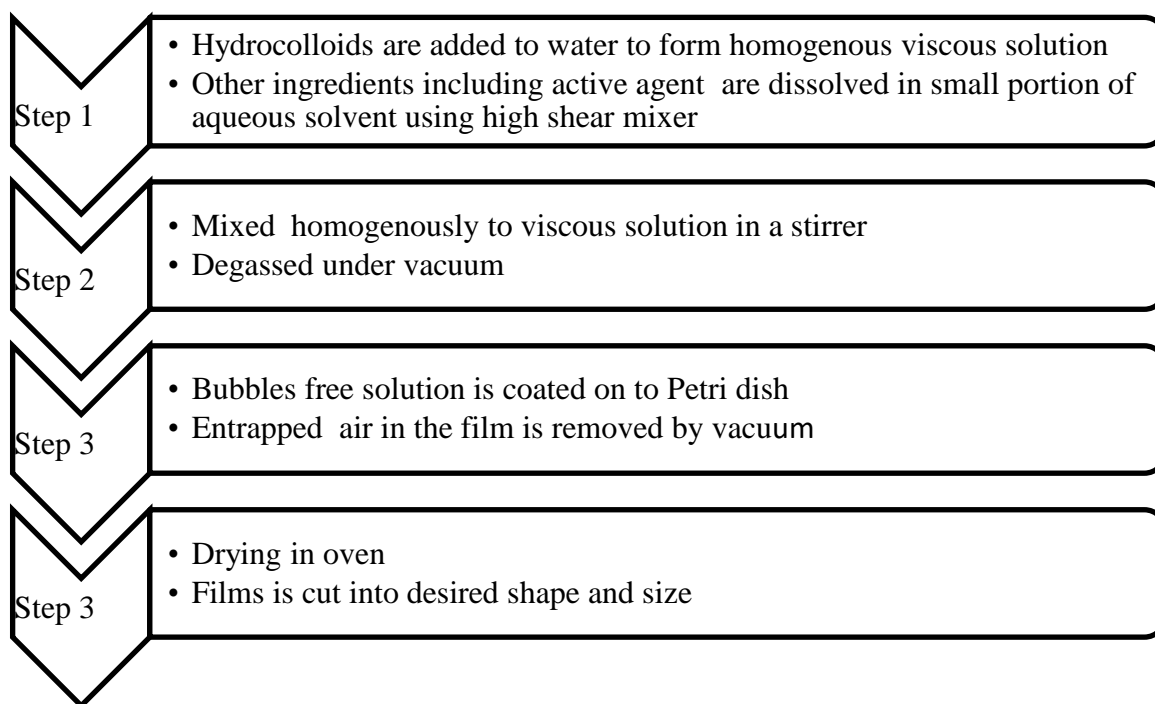 Step 1
• Hydrocolloids are added to water to form homogenous viscous solution
• Other ingredients including active agent are dissolved in small portion of
aqueous solvent using high shear mixer
Step 2
• Mixed homogenously to viscous solution in a stirrer
• Degassed under vacuum
Step 3
• Bubbles free solution is coated on to Petri dish
• Entrapped air in the film is removed by vacuum
Step 3
• Drying in oven
• Films is cut into desired shape and size